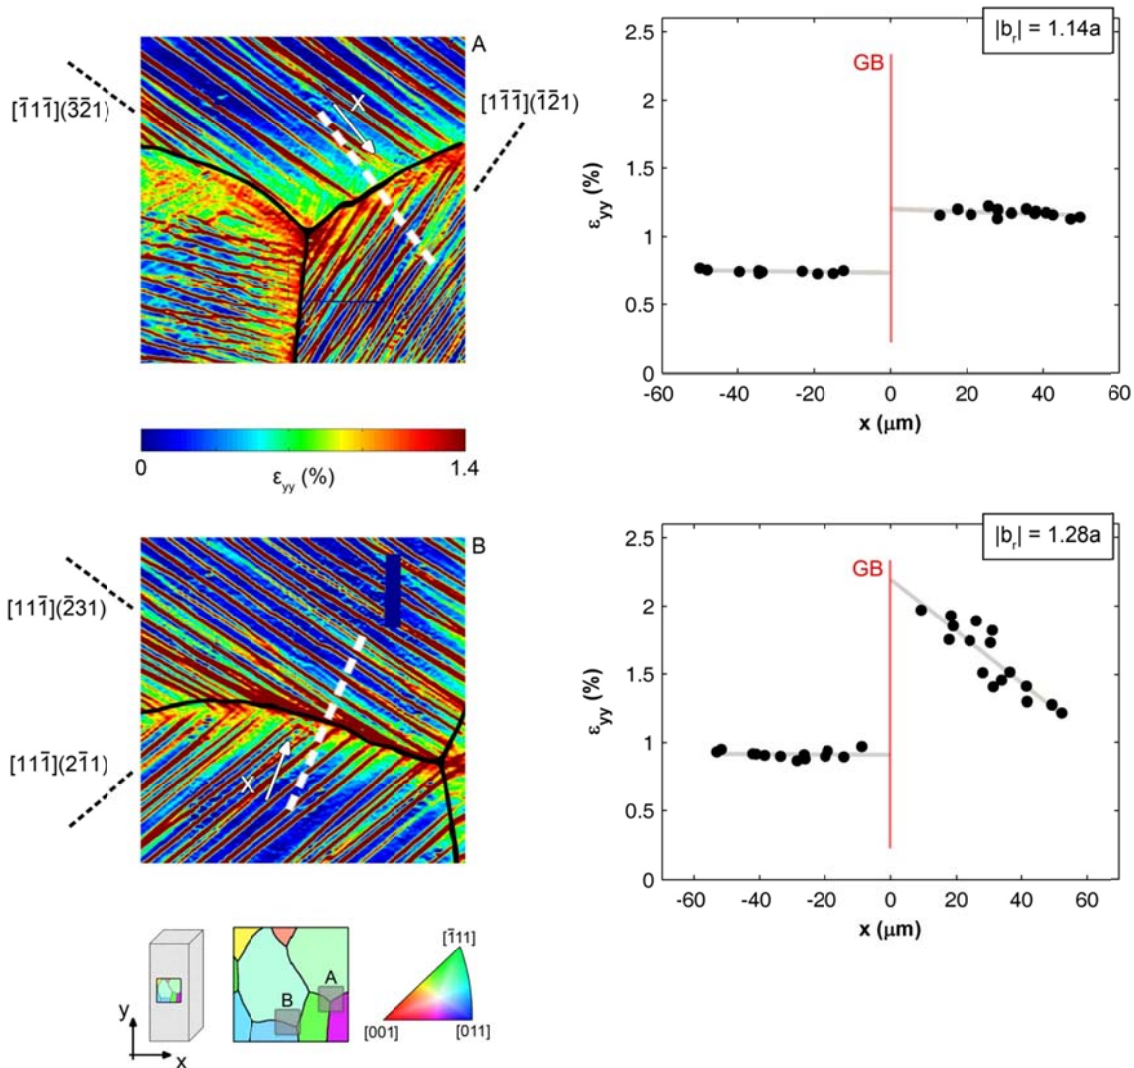 A
[1̄11̄](3̄2̄1)
X
[11̄1̄](1̄2̄1)
0
1.4
ε_yy (%)
|b_r| = 1.14a
GB
2.5
2
1.5
1
0.5
0
ε_yy (%)
-60
-40
-20
0
20
40
60
x (μm)
B
[111̄](2̄31)
[111̄](21̄1)
X
|b_r| = 1.28a
GB
2.5
2
1.5
1
0.5
0
ε_yy (%)
-60
-40
-20
0
20
40
60
x (μm)
y
x
A
B
[1̄11]
[001]
[011]